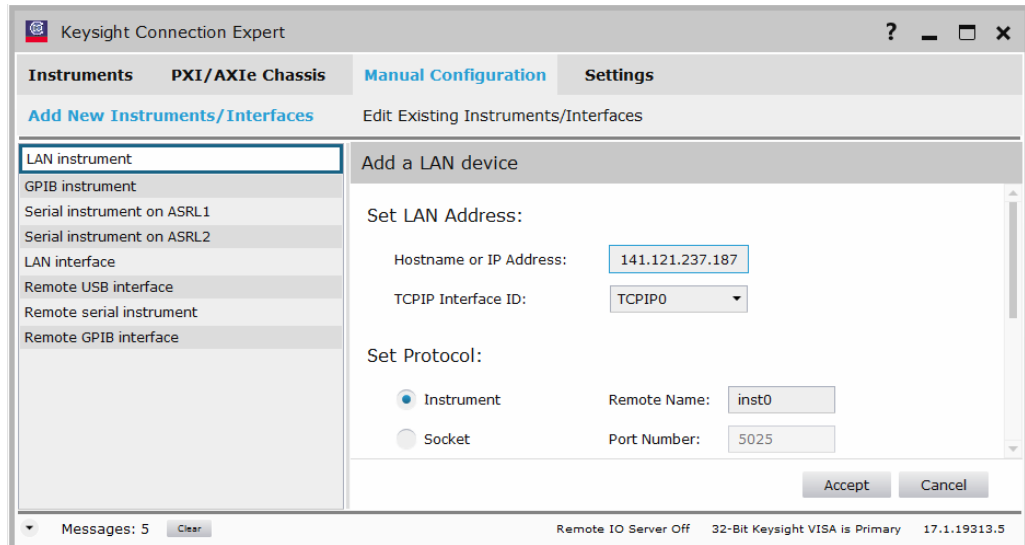 Keysight Connection Expert
Instruments PXI/AXIe Chassis Manual Configuration Settings
Add New Instruments/Interfaces Edit Existing Instruments/Interfaces
LAN instrument
GPIB instrument
Serial instrument on ASRL1
Serial instrument on ASRL2
LAN interface
Remote USB interface
Remote serial instrument
Remote GPIB interface
Add a LAN device
Set LAN Address:
Hostname or IP Address: 141.121.237.187
TCPIP Interface ID: TCPIP0
Set Protocol:
Instrument Remote Name: inst0
Socket Port Number: 5025
Accept Cancel
Messages: 5 Clear Remote IO Server Off 32-Bit Keysight VISA is Primary 17.1.19313.5